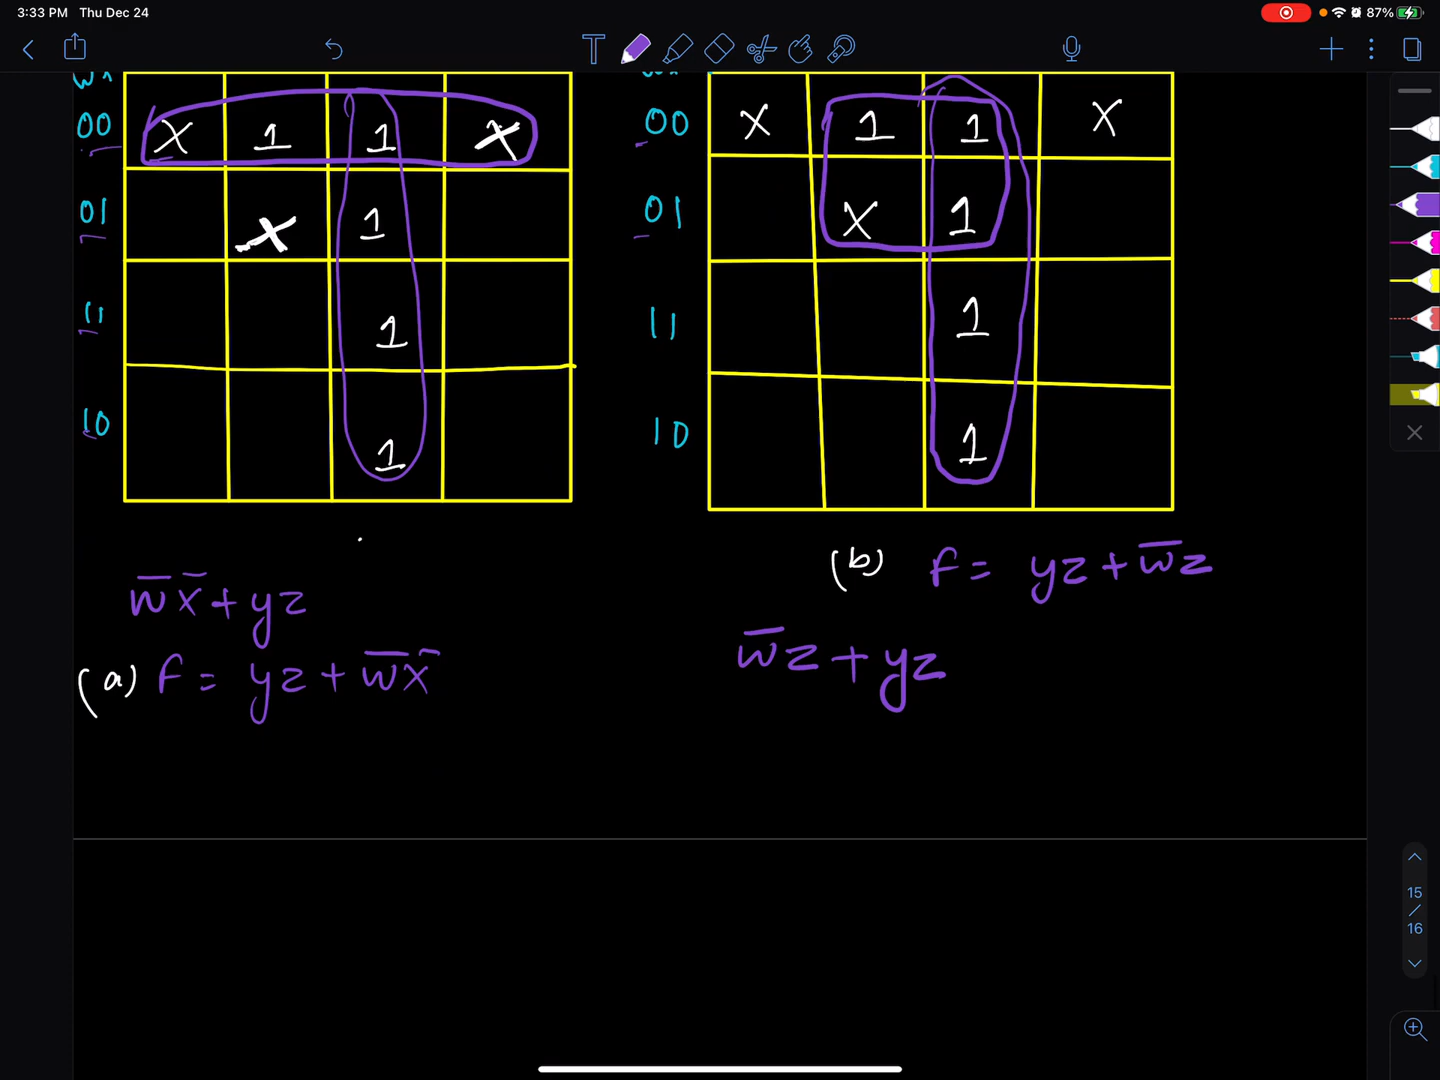 3:33 PM Thu Dec 24
87%
00 X 1 1 X
01 X 1
11 1
10 1
00 X 1 1 X
01 X 1
11 1
10 1
w̅ x̅ + yz
(a) f = yz + w̅ x̅
(b) f = yz + w̅z
w̅z + yz
15
/
16